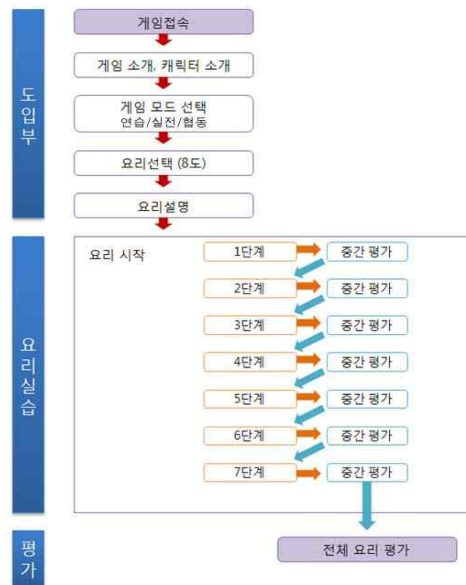 도입부
게임접속
게임 소개, 캐릭터 소개
게임 모드 선택
연습/실전/협동
요리선택 (8도)
요리설명
요리실습
요리 시작
1단계
중간 평가
2단계
중간 평가
3단계
중간 평가
4단계
중간 평가
5단계
중간 평가
6단계
중간 평가
7단계
중간 평가
평가
전체 요리 평가